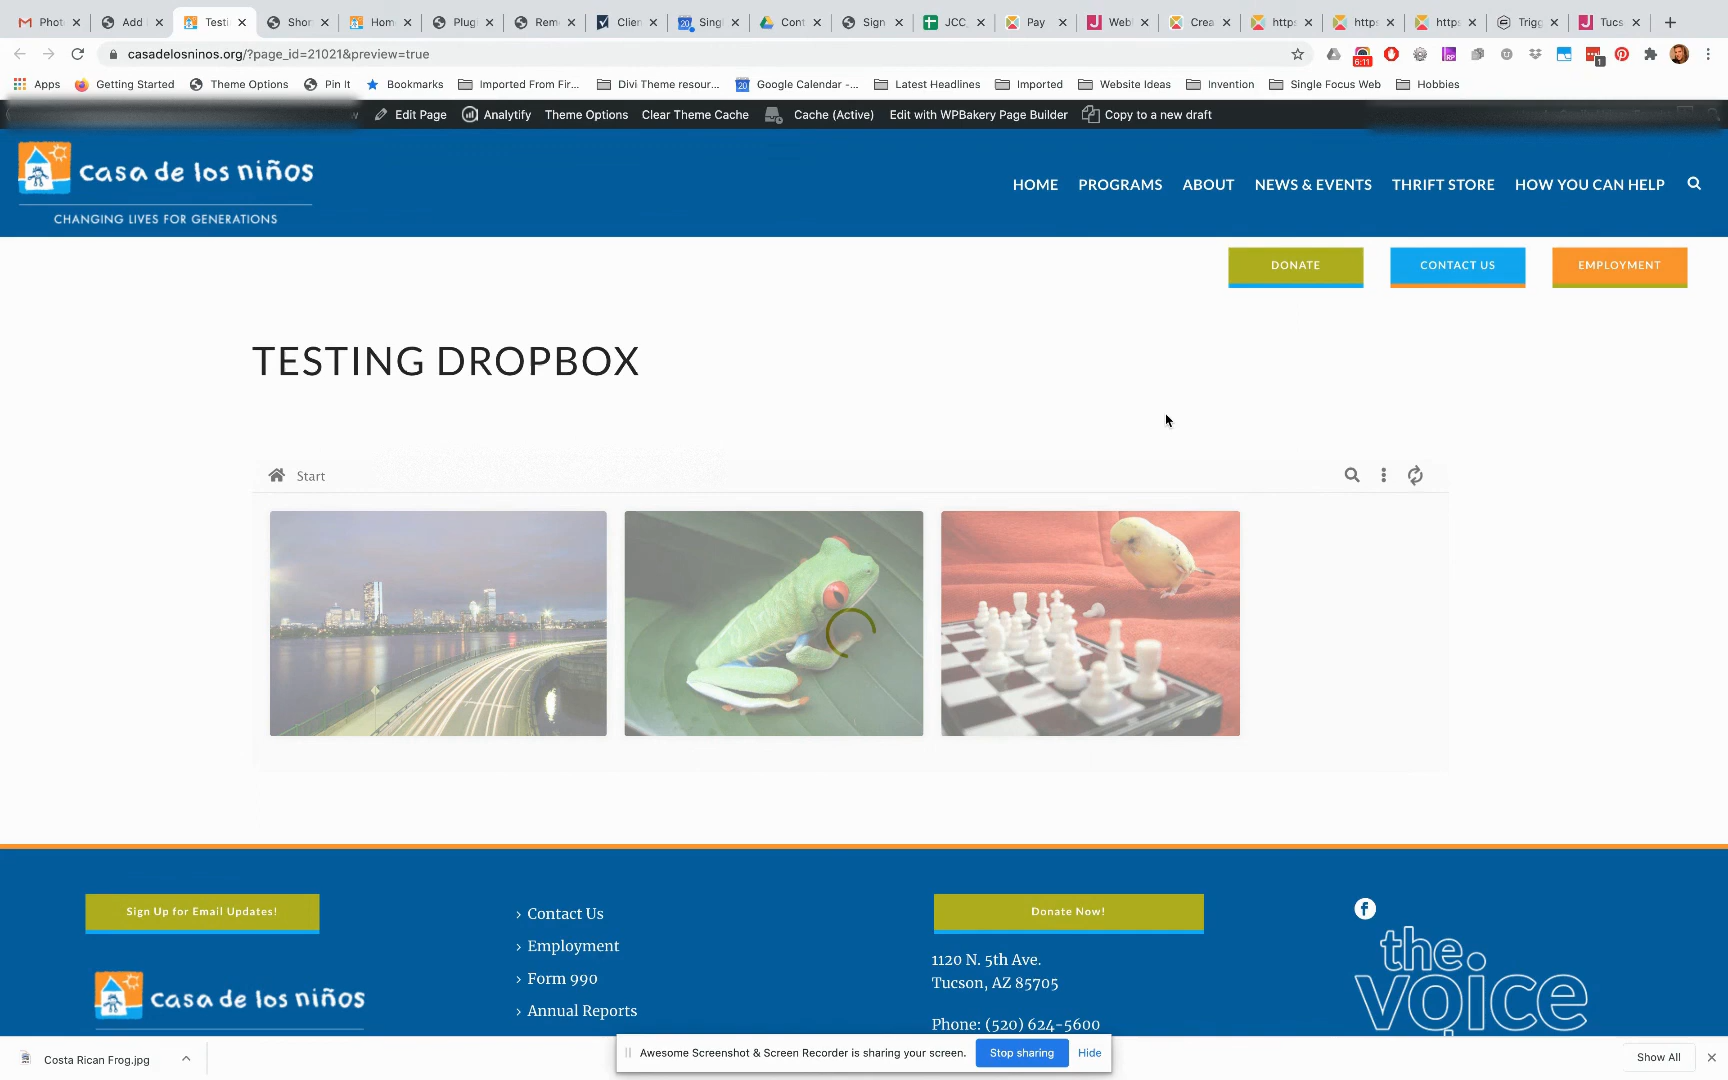 Phot
Add
Testi
Shor
Hom
Plug
Rem
Clien
Singl
Cont
Sign
JCC
Pay
Web
Crea
https
https
https
Trigg
Tucs
casadelosninos.org/?page_id=21021&preview=true
6:11
1
Apps
Getting Started
Theme Options
Pin It
Bookmarks
Imported From Fir...
Divi Theme resour...
Google Calendar -...
Latest Headlines
Imported
Website Ideas
Invention
Single Focus Web
Hobbies
Edit Page
Analytify
Theme Options
Clear Theme Cache
Cache (Active)
Edit with WPBakery Page Builder
Copy to a new draft
casa de los niños
CHANGING LIVES FOR GENERATIONS
HOME
PROGRAMS
ABOUT
NEWS & EVENTS
THRIFT STORE
HOW YOU CAN HELP
DONATE
CONTACT US
EMPLOYMENT
TESTING DROPBOX
Start
Sign Up for Email Updates!
casa de los niños
Contact Us
Employment
Form 990
Annual Reports
Donate Now!
1120 N. 5th Ave.
Tucson, AZ 85705
Phone: (520) 624-5600
the
voice
Costa Rican Frog.jpg
Awesome Screenshot & Screen Recorder is sharing your screen.
Stop sharing
Hide
Show All